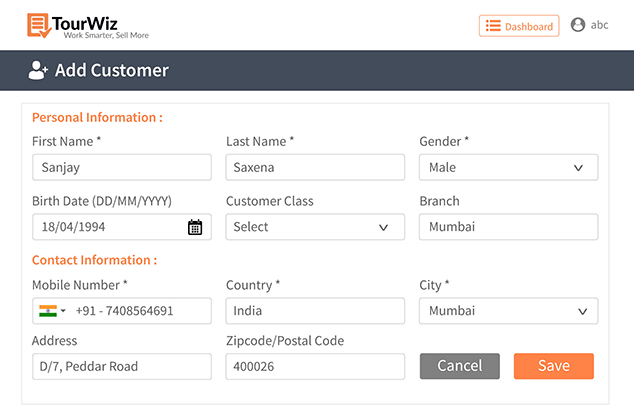 TourWiz
Work Smarter, Sell More
Dashboard
abc
Add Customer
Personal Information :
First Name * Last Name * Gender *
Sanjay Saxena Male
Birth Date (DD/MM/YYYY) Customer Class Branch
18/04/1994 Select Mumbai
Contact Information :
Mobile Number * Country * City *
+91 - 7408564691 India Mumbai
Address Zipcode/Postal Code
D/7, Peddar Road 400026 Cancel Save